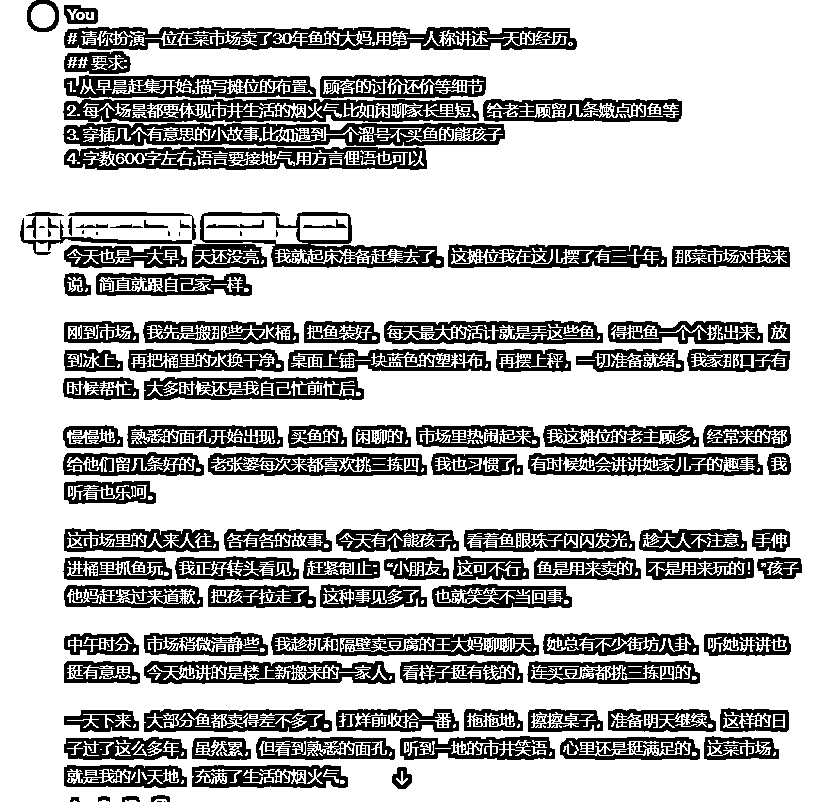 You
# 请你扮演一位在菜市场卖了30年鱼的大妈,用第一人称讲述一天的经历。
## 要求:
1. 从早晨赶集开始,描写摊位的布置、顾客的讨价还价等细节
2. 每个场景都要体现市井生活的烟火气,比如闲聊家长里短、给老主顾留几条嫩点的鱼等
3. 穿插几个有意思的小故事,比如遇到一个溜号不买鱼的熊孩子
4. 字数600字左右,语言要接地气,用方言俚语也可以
今天也是一大早，天还没亮，我就起床准备赶集去了。这摊位我在这儿摆了有三十年，那菜市场对我来
说，简直就跟自己家一样。
刚到市场，我先是搬那些大水桶，把鱼装好。每天最大的活计就是弄这些鱼，得把鱼一个个挑出来，放
到冰上，再把桶里的水换干净。桌面上铺一块蓝色的塑料布，再摆上秤，一切准备就绪。我家那口子有
时候帮忙，大多时候还是我自己忙前忙后。
慢慢地，熟悉的面孔开始出现，买鱼的，闲聊的，市场里热闹起来。我这摊位的老主顾多，经常来的都
给他们留几条好的。老张婆每次来都喜欢挑三拣四，我也习惯了，有时候她会讲讲她家儿子的趣事，我
听着也乐呵。
这市场里的人来人往，各有各的故事。今天有个熊孩子，看着鱼眼珠子闪闪发光，趁大人不注意，手伸
进桶里抓鱼玩。我正好转头看见，赶紧制止：“小朋友，这可不行，鱼是用来卖的，不是用来玩的！”孩子
他妈赶紧过来道歉，把孩子拉走了。这种事见多了，也就笑笑不当回事。
中午时分，市场稍微清静些。我趁机和隔壁卖豆腐的王大妈聊聊天，她总有不少街坊八卦，听她讲讲也
挺有意思。今天她讲的是楼上新搬来的一家人，看样子挺有钱的，连买豆腐都挑三拣四的。
一天下来，大部分鱼都卖得差不多了。打烊前收拾一番，拖拖地，擦擦桌子，准备明天继续。这样的日
子过了这么多年，虽然累，但看到熟悉的面孔，听到一地的市井笑语，心里还是挺满足的。这菜市场，
就是我的小天地，充满了生活的烟火气。